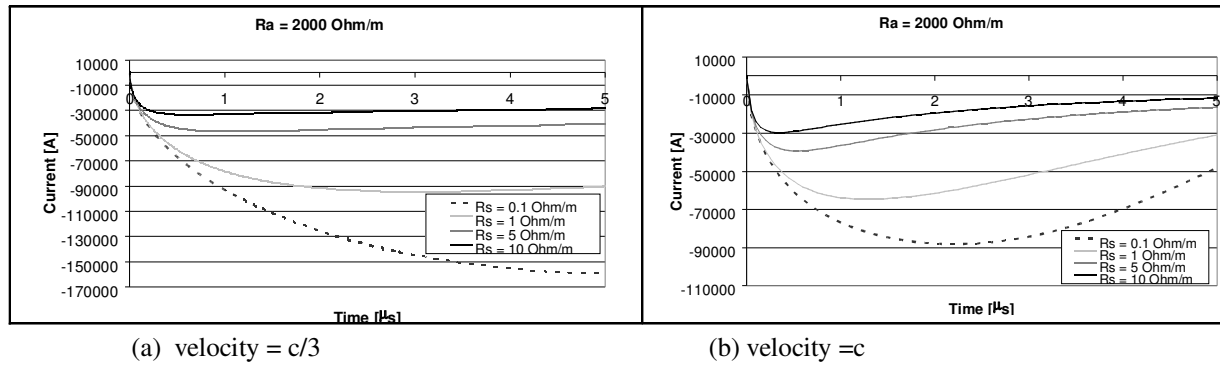 Ra = 2000 Ohm/m
10000
-10000
-30000
-50000
-70000
-90000
-110000
-130000
-150000
-170000
0
1
2
3
4
5
Current [A]
Time [µs]
Rs = 0.1 Ohm/m
Rs = 1 Ohm/m
Rs = 5 Ohm/m
Rs = 10 Ohm/m
(a) velocity = c/3
Ra = 2000 Ohm/m
10000
-10000
-30000
-50000
-70000
-90000
-110000
0
1
2
3
4
5
Current [A]
Time [µs]
Rs = 0.1 Ohm/m
Rs = 1 Ohm/m
Rs = 5 Ohm/m
Rs = 10 Ohm/m
(b) velocity =c